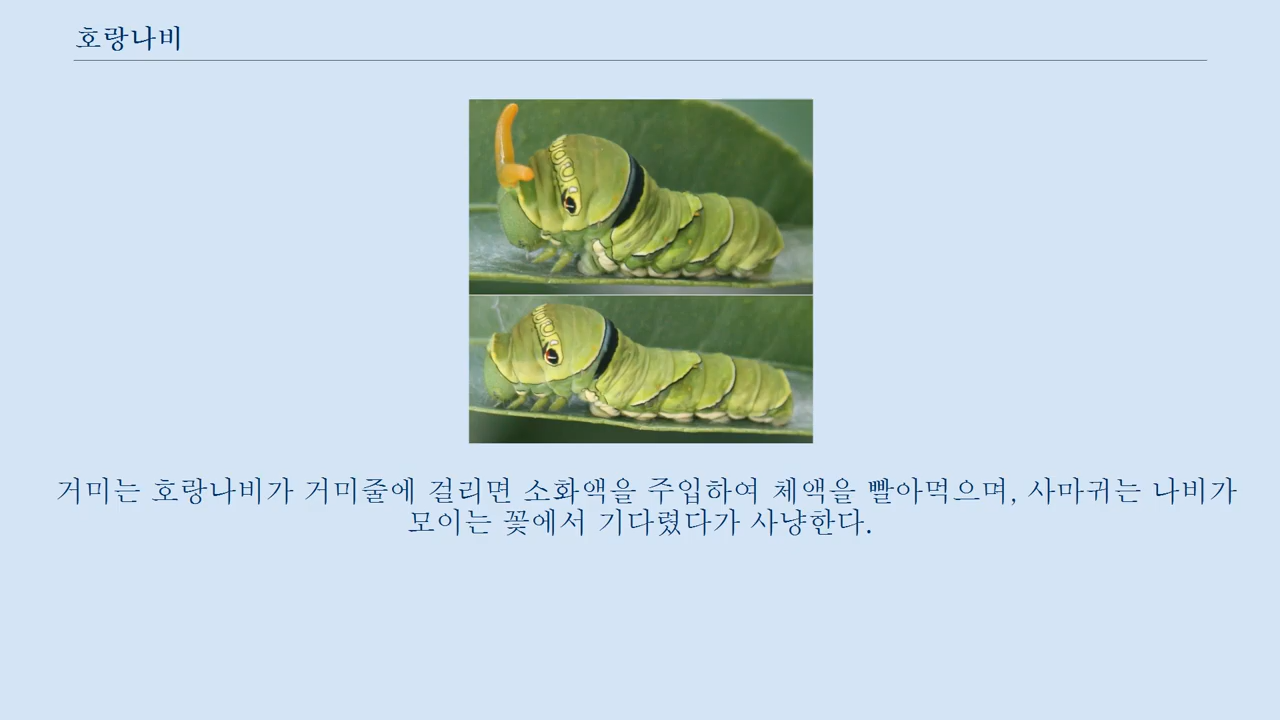 호랑나비
거미는 호랑나비가 거미줄에 걸리면 소화액을 주입하여 체액을 빨아먹으며, 사마귀는 나비가
모이는 꽃에서 기다렸다가 사냥한다.